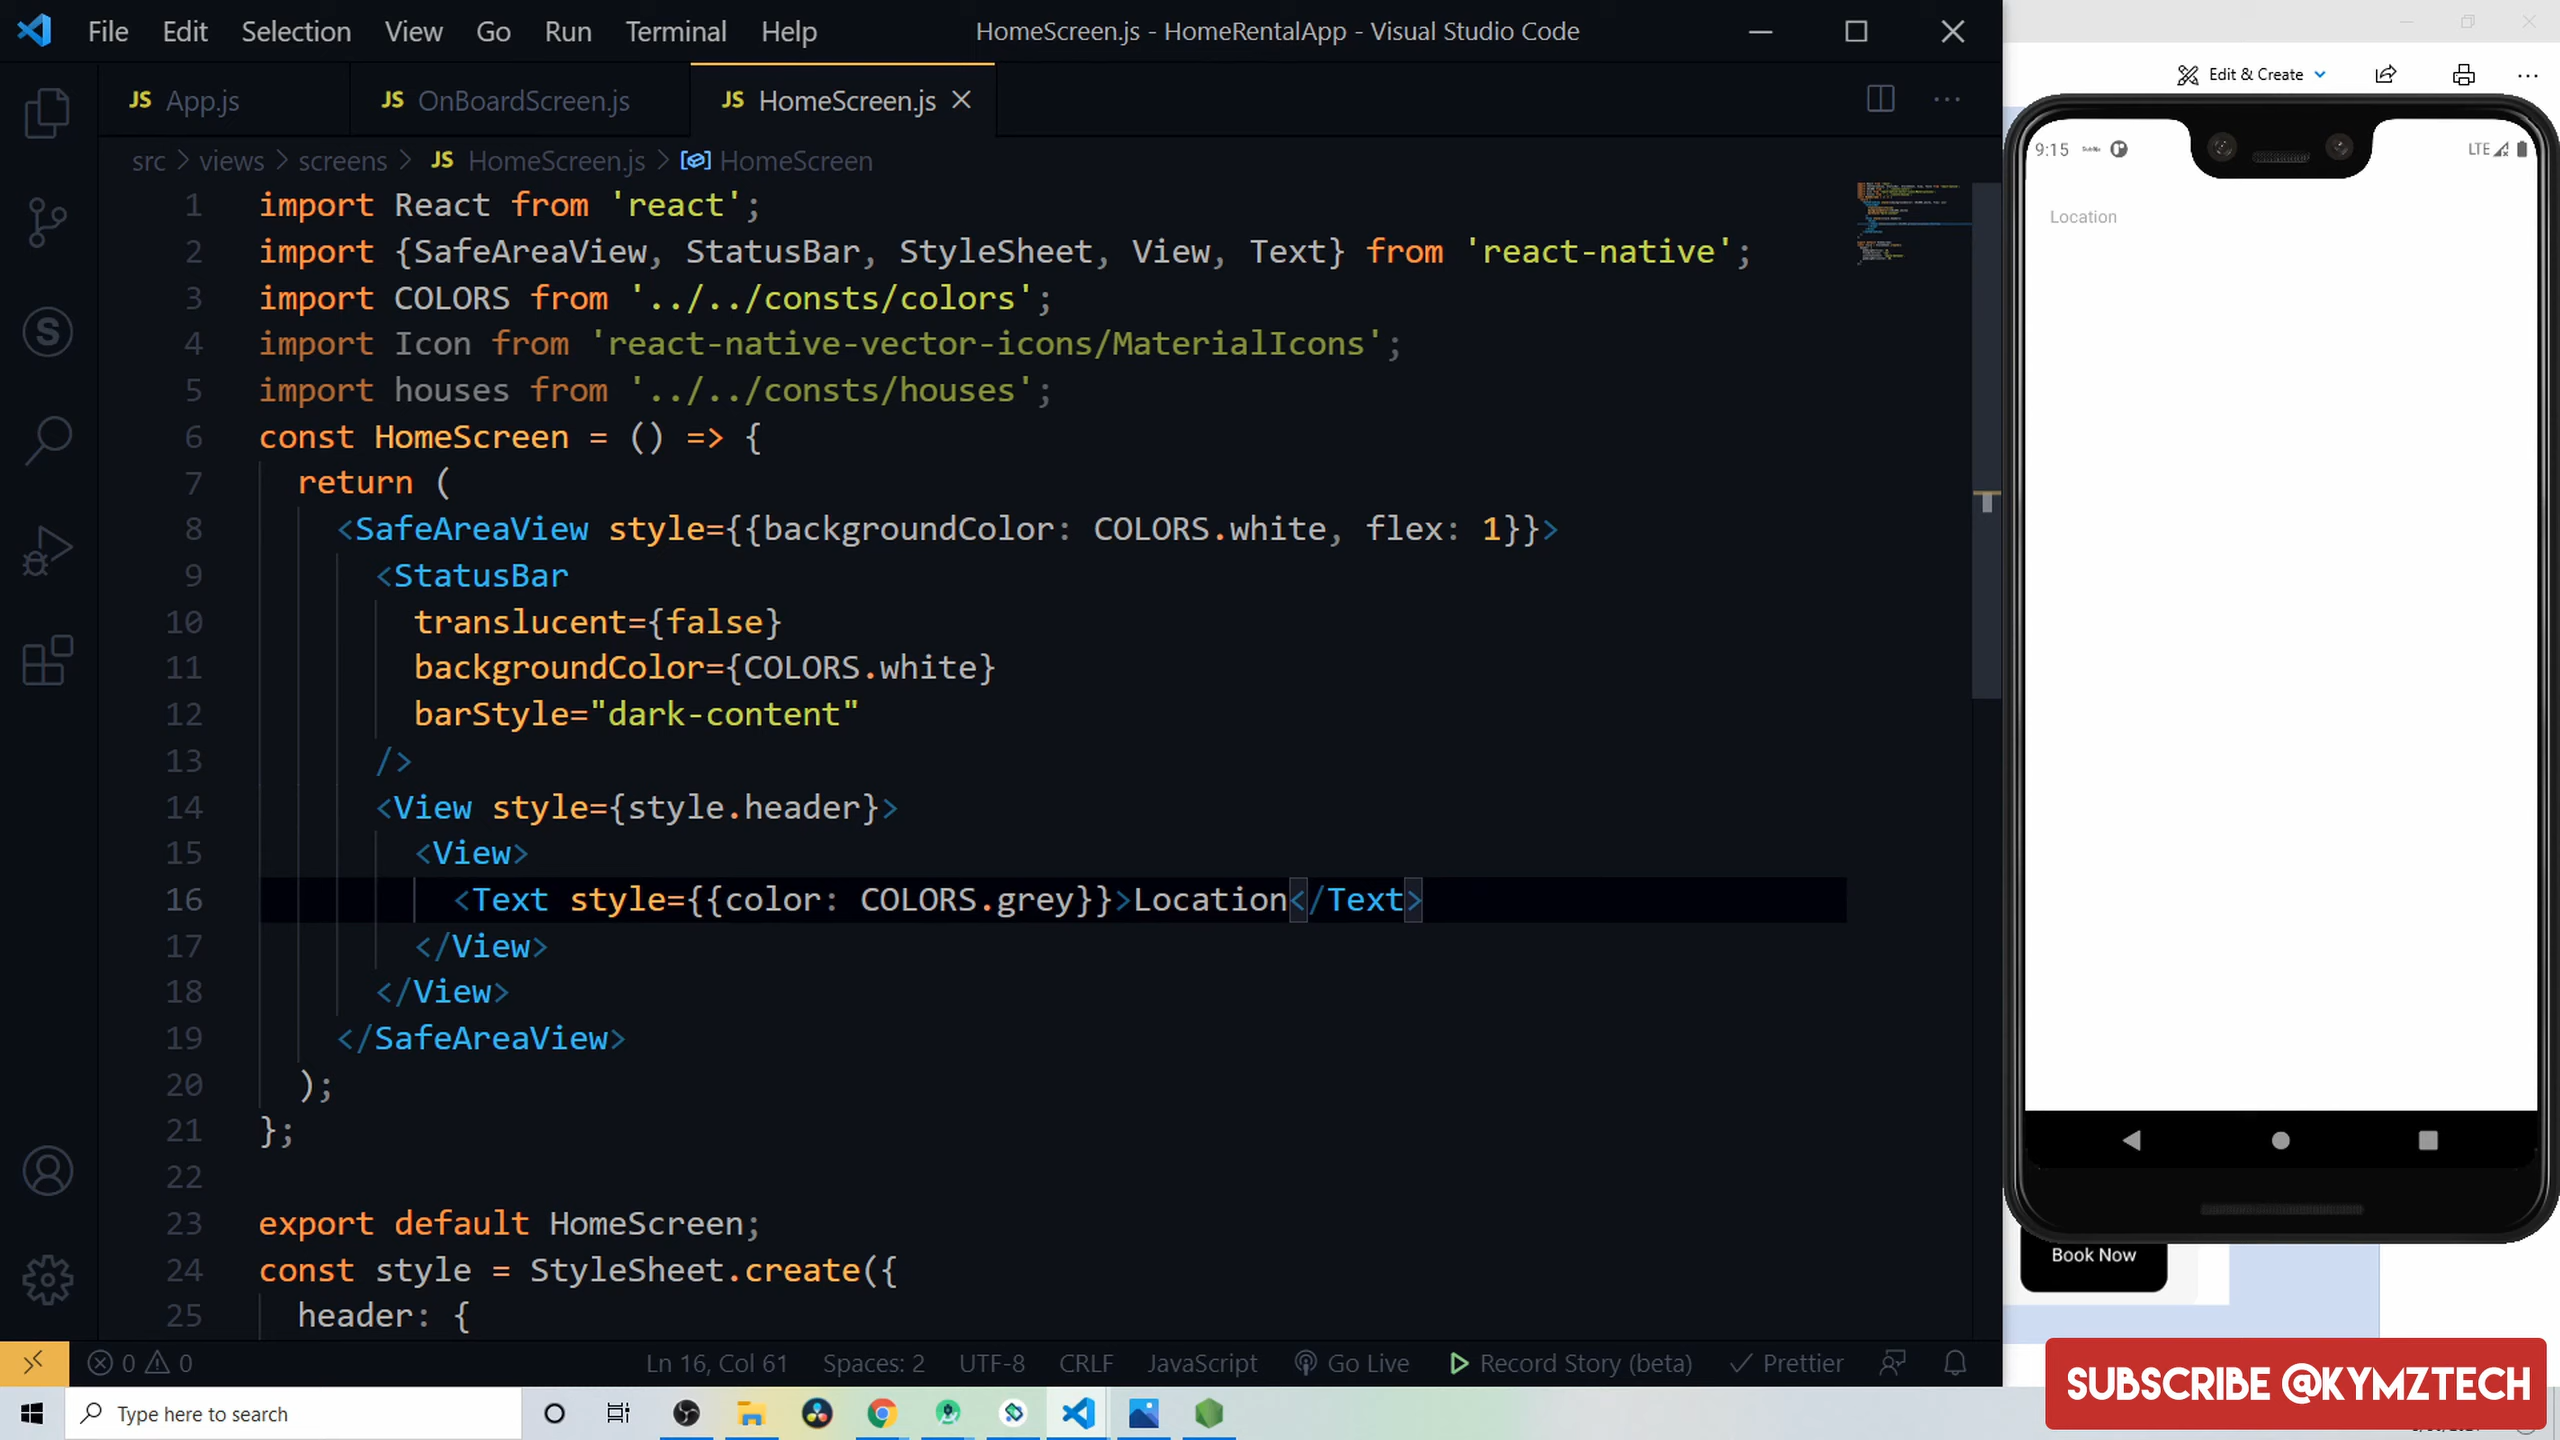 File Edit Selection View Go Run Terminal Help HomeScreen.js - HomeRentalApp - Visual Studio Code
JS App.js JS OnBoardScreen.js JS HomeScreen.js
src > views > screens > JS HomeScreen.js > HomeScreen
1 import React from 'react';
2 import {SafeAreaView, StatusBar, StyleSheet, View, Text} from 'react-native';
3 import COLORS from '../../consts/colors';
4 import Icon from 'react-native-vector-icons/MaterialIcons';
5 import houses from '../../consts/houses';
6 const HomeScreen = () => {
7 return (
8 <SafeAreaView style={{backgroundColor: COLORS.white, flex: 1}}>
9 <StatusBar
10 translucent={false}
11 backgroundColor={COLORS.white}
12 barStyle="dark-content"
13 />
14 <View style={style.header}>
15 <View>
16 <Text style={{color: COLORS.grey}}>Location</Text>
17 </View>
18 </View>
19 </SafeAreaView>
20 );
21 };
22
23 export default HomeScreen;
24 const style = StyleSheet.create({
25 header: {
0 0 Ln 16, Col 61 Spaces: 2 UTF-8 CRLF JavaScript Go Live Record Story (beta) Prettier
Type here to search
Edit & Create
9:15 LTE
Location
Book Now
SUBSCRIBE @KYMZTECH